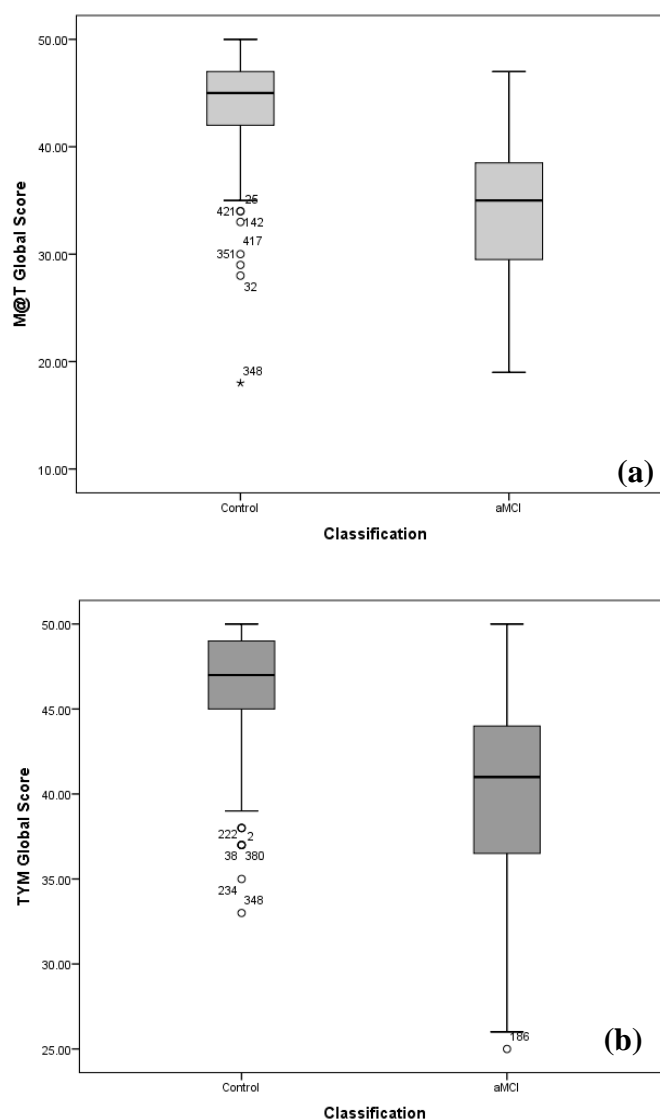 50.00
40.00
30.00
20.00
10.00
M@T Global Score
25
421
142
417
351
32
348
Control
aMCI
Classification
(a)
50.00
45.00
40.00
35.00
30.00
25.00
TYM Global Score
222 2
38 380
234
348
186
Control
aMCI
Classification
(b)